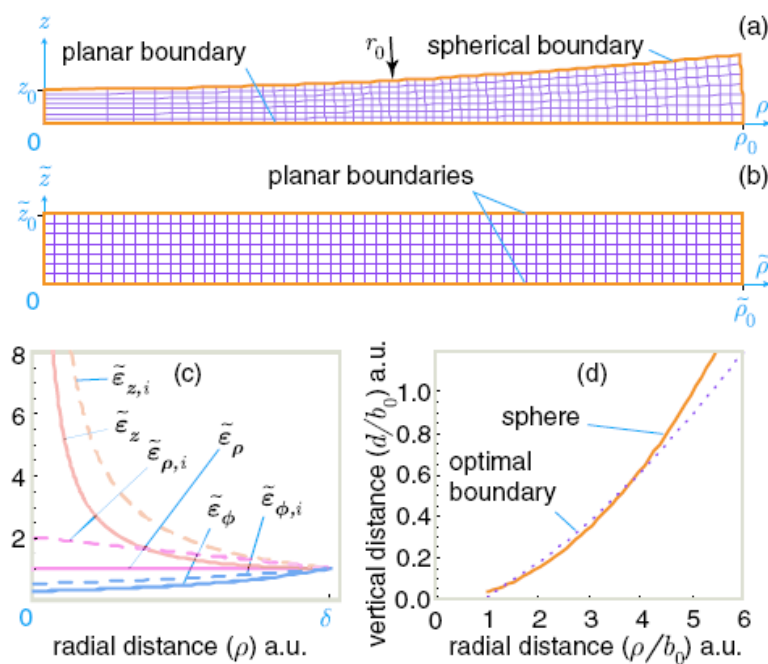 z (a)
planar boundary r₀ spherical boundary
z₀
0 ρ
ρ₀
z̃ planar boundaries (b)
z̃₀
0 ρ̃
ρ̃₀
8 (c)
6
4
2
ε̃z,i
ε̃z
ε̃ρ,i ε̃ρ
ε̃ϕ ε̃ϕ,i
0 δ
radial distance (ρ) a.u.
vertical distance (d/b₀) a.u.
(d)
1.0
0.8
0.6
0.4
0.2
0.0
sphere
optimal
boundary
0 1 2 3 4 5 6
radial distance (ρ/b₀) a.u.